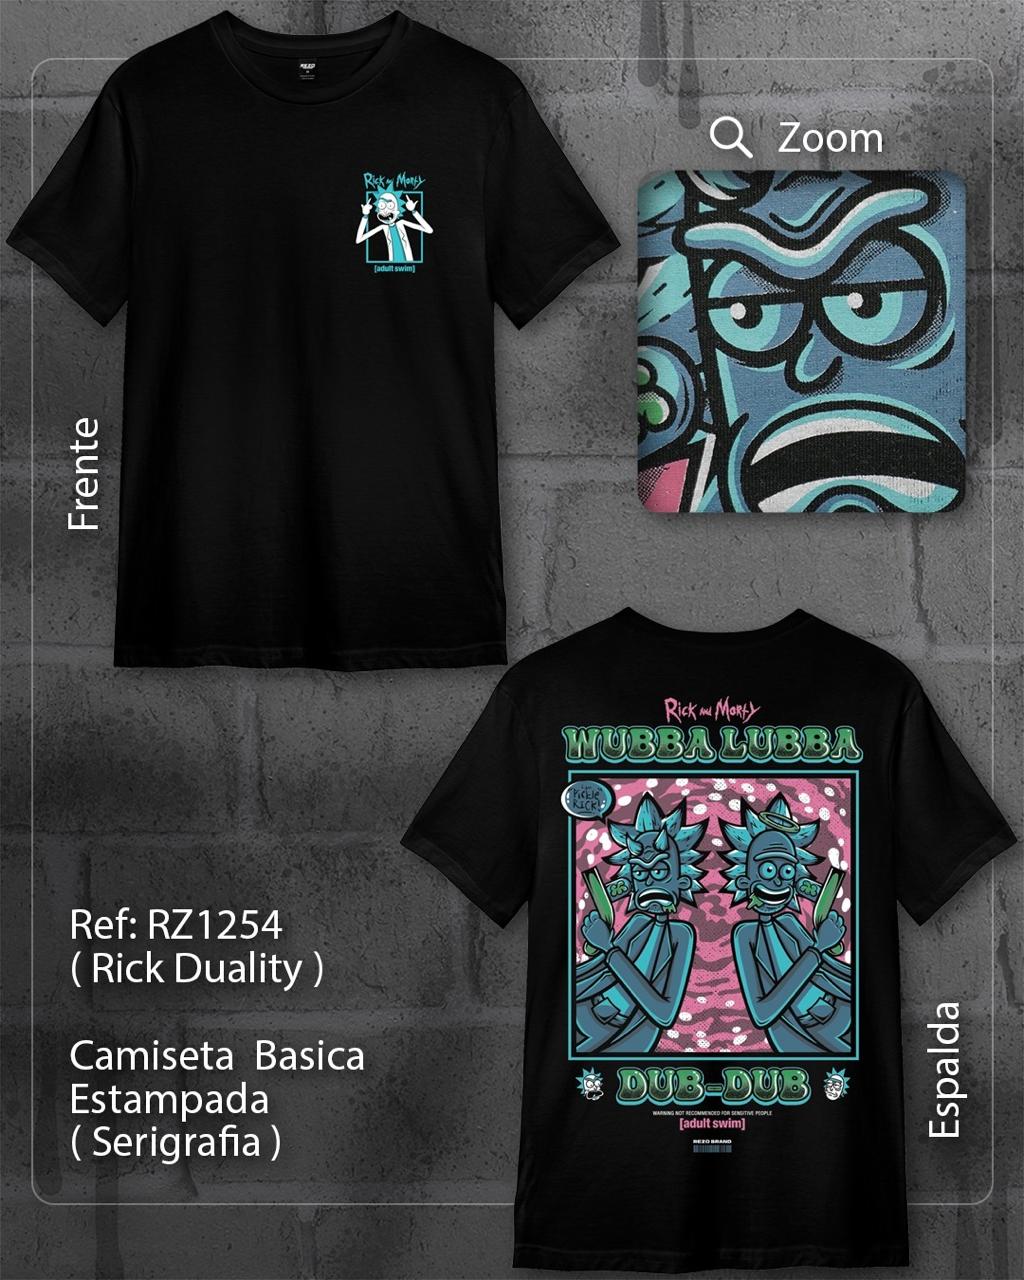 REZO
Rick and Morty
[adult swim]
Zoom
Frente
Rick and Morty
WUBBA LUBBA
Pickle
RICK!
DUB-DUB
WARNING NOT RECOMMENDED FOR SENSITIVE PEOPLE
[adult swim]
REZO BRAND
Espalda
Ref: RZ1254
( Rick Duality )
Camiseta Basica
Estampada
( Serigrafia )